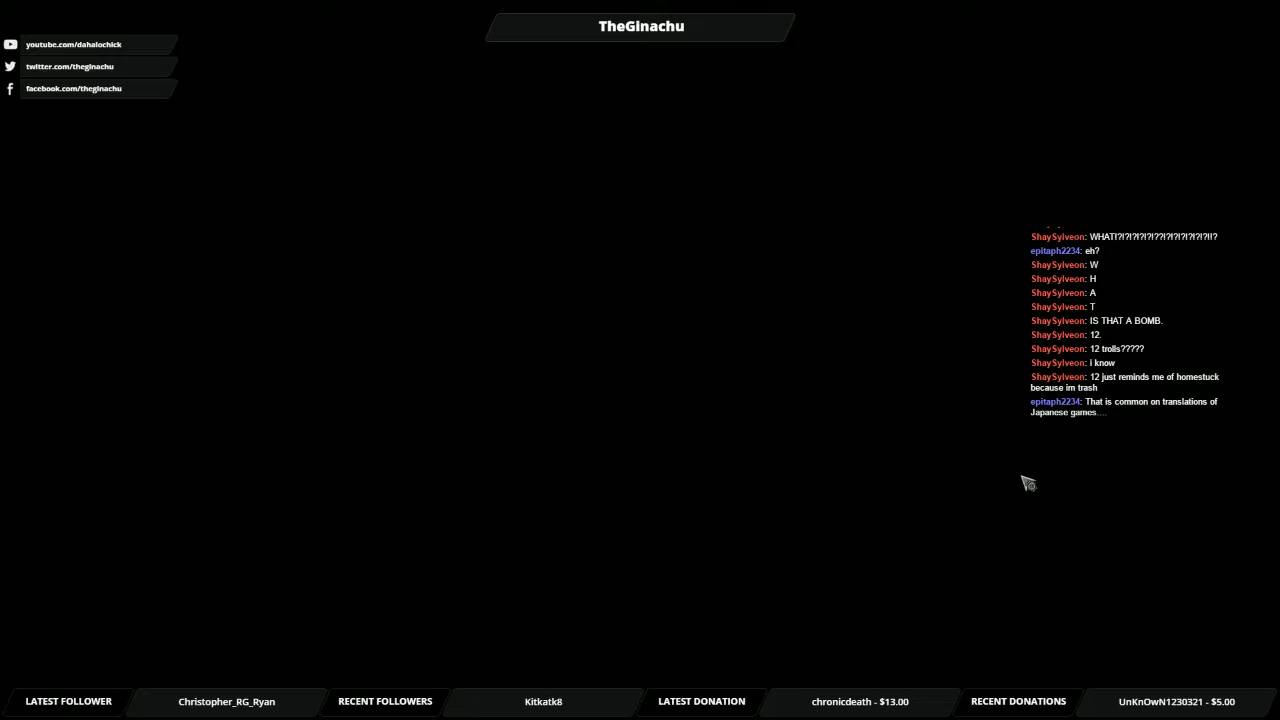 TheGinachu
youtube.com/dahalochick
twitter.com/theginachu
facebook.com/theginachu
ShaySylveon: WHAT!?!?!?!?!??!?!?!?!?!?!!?
epitaph2234: eh?
ShaySylveon: W
ShaySylveon: H
ShaySylveon: A
ShaySylveon: T
ShaySylveon: IS THAT A BOMB.
ShaySylveon: 12.
ShaySylveon: 12 trolls?????
ShaySylveon: i know
ShaySylveon: 12 just reminds me of homestuck
because im trash
epitaph2234: That is common on translations of
Japanese games....
LATEST FOLLOWER Christopher_RG_Ryan RECENT FOLLOWERS Kitkatk8 LATEST DONATION chronicdeath - $13.00 RECENT DONATIONS UnKnOwN1230321 - $5.00